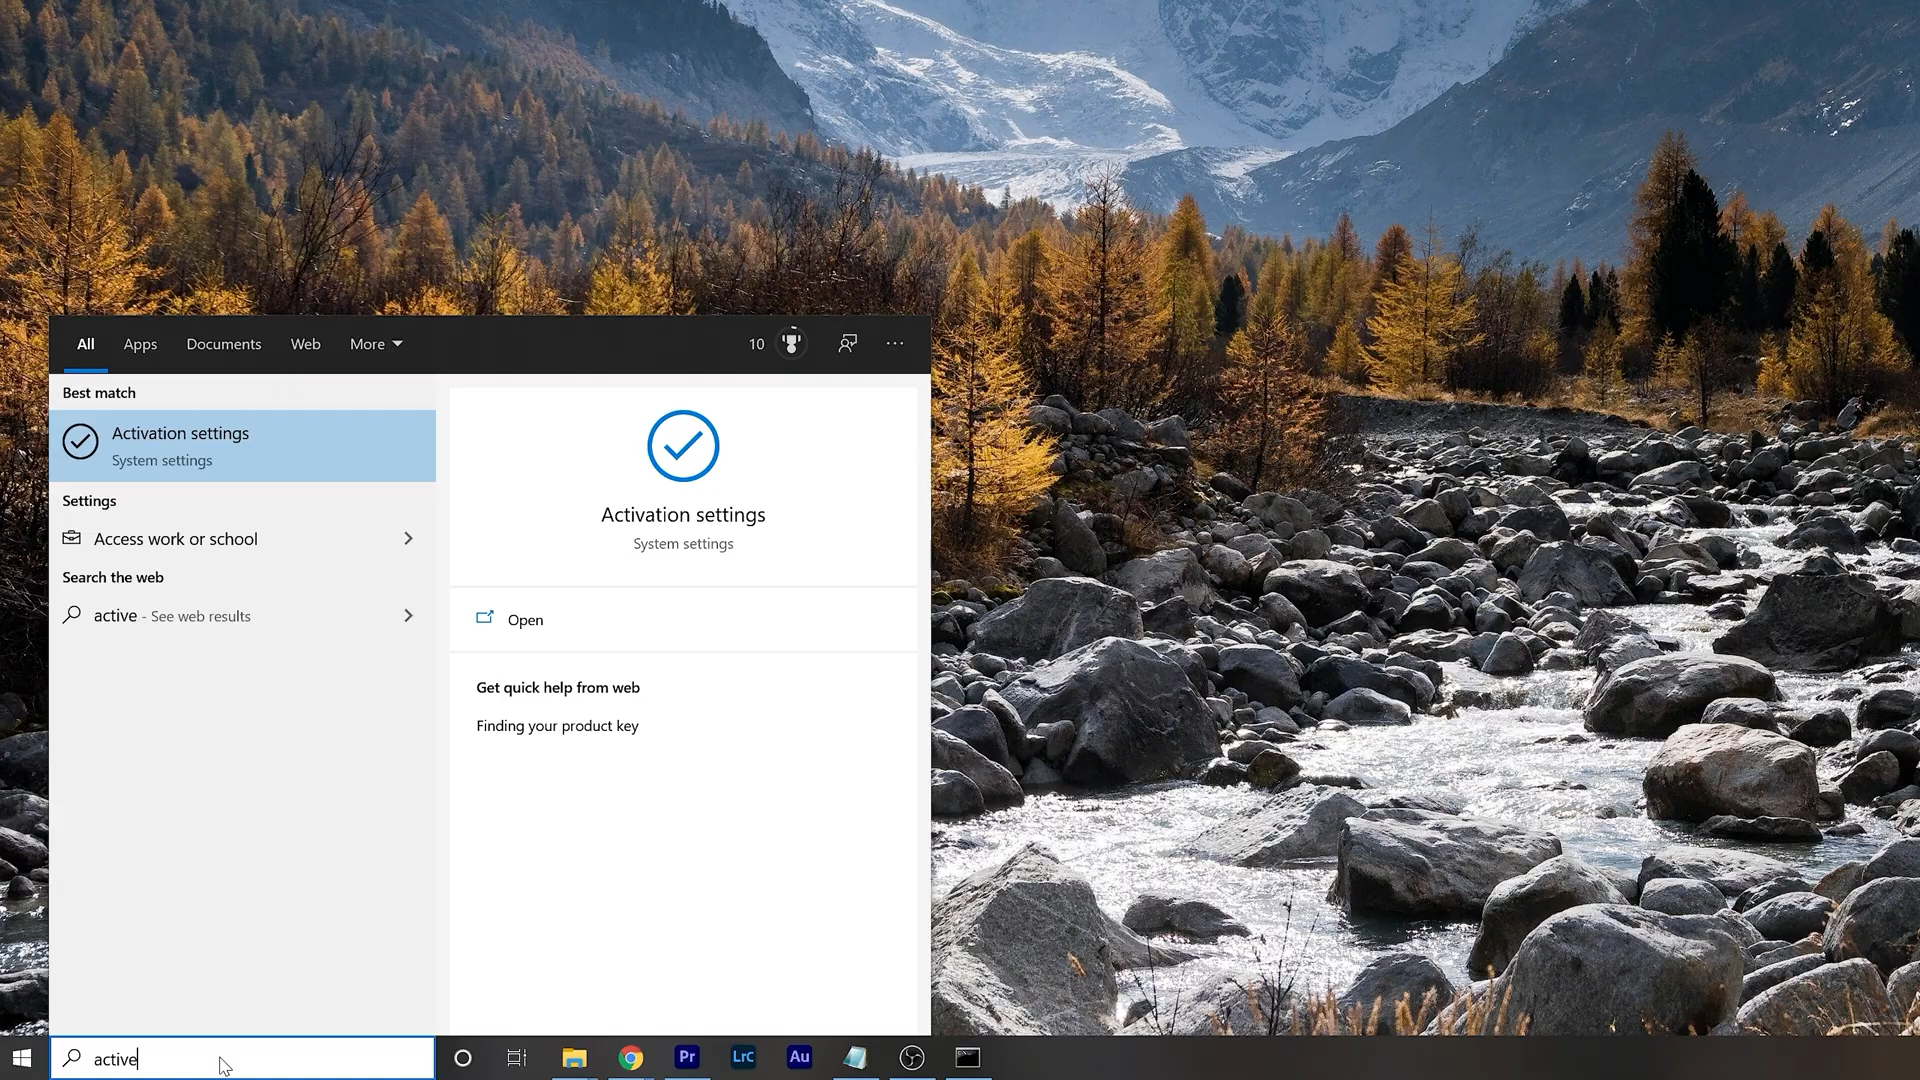 All Apps Documents Web More 10
Best match
Activation settings
System settings
Settings
Access work or school
Search the web
active - See web results
Activation settings
System settings
Open
Get quick help from web
Finding your product key
active
Pr LrC Au